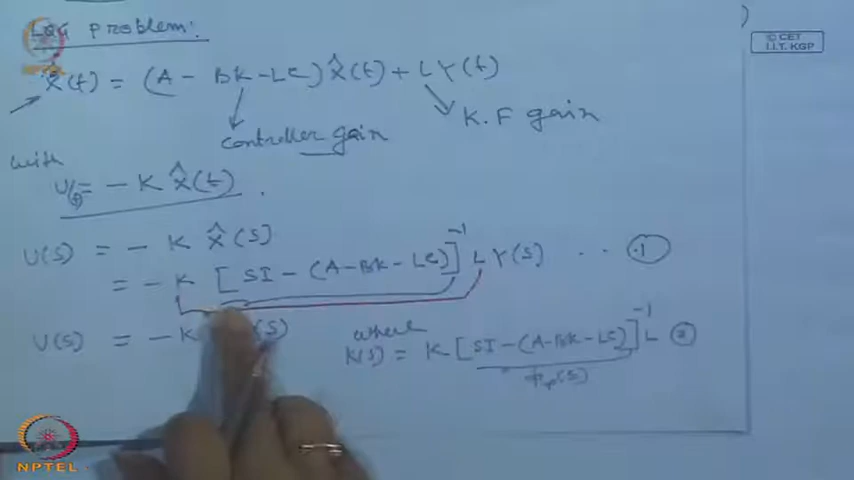 LQG Problem:
© CET
I.I.T. KGP
X̂(t) = (A - BK - LC) X̂(t) + L Y(t)
K.F gain
controller gain
with
U(t) = - K X̂(t).
U(s) = - K X̂(s)
= - K [SI - (A - BK - LC)]⁻¹ L Y(s) ... ①
U(s) = - K (s)
where
K(s) = K [SI - (A - BK - LC)]⁻¹ L ②
(s)
NPTEL